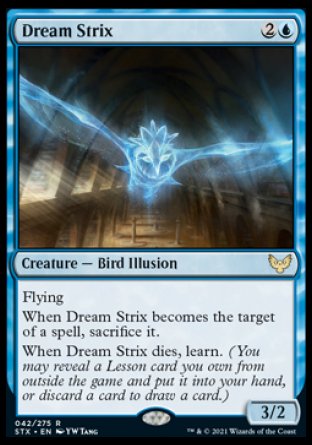 Dream Strix 2
Creature — Bird Illusion
Flying
When Dream Strix becomes the target
of a spell, sacrifice it.
When Dream Strix dies, learn. (You
may reveal a Lesson card you own from
outside the game and put it into your
hand, or discard a card to draw a card.)
3/2
042/275 R
STX • EN YW Tang
™ & © 2021 Wizards of the Coast